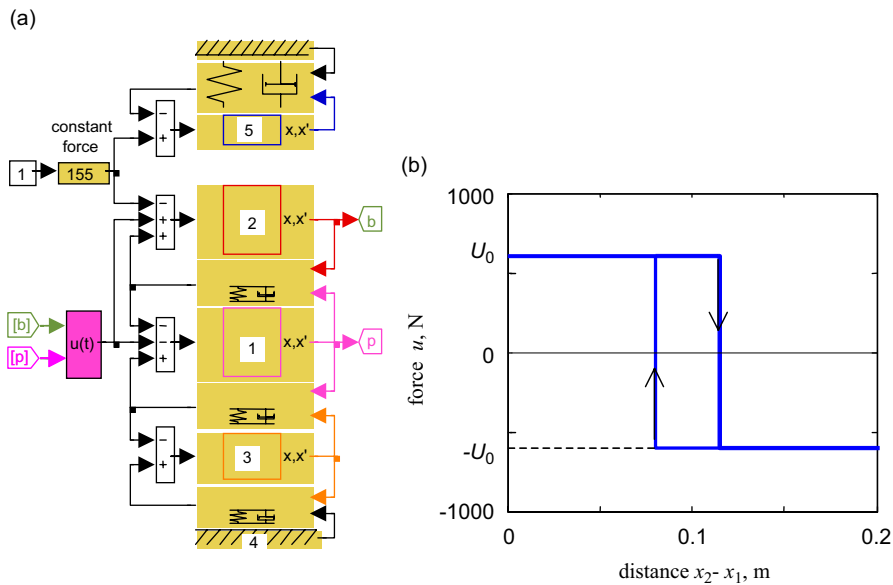 (a)
constant
force
1
155
−
+
5
x,x'
−
+
+
2
x,x'
b
[b]
[p]
u(t)
−
−
+
1
x,x'
p
−
+
3
x,x'
4
(b)
1000
U0
0
-U0
-1000
0
0.1
0.2
force u, N
distance x2- x1, m